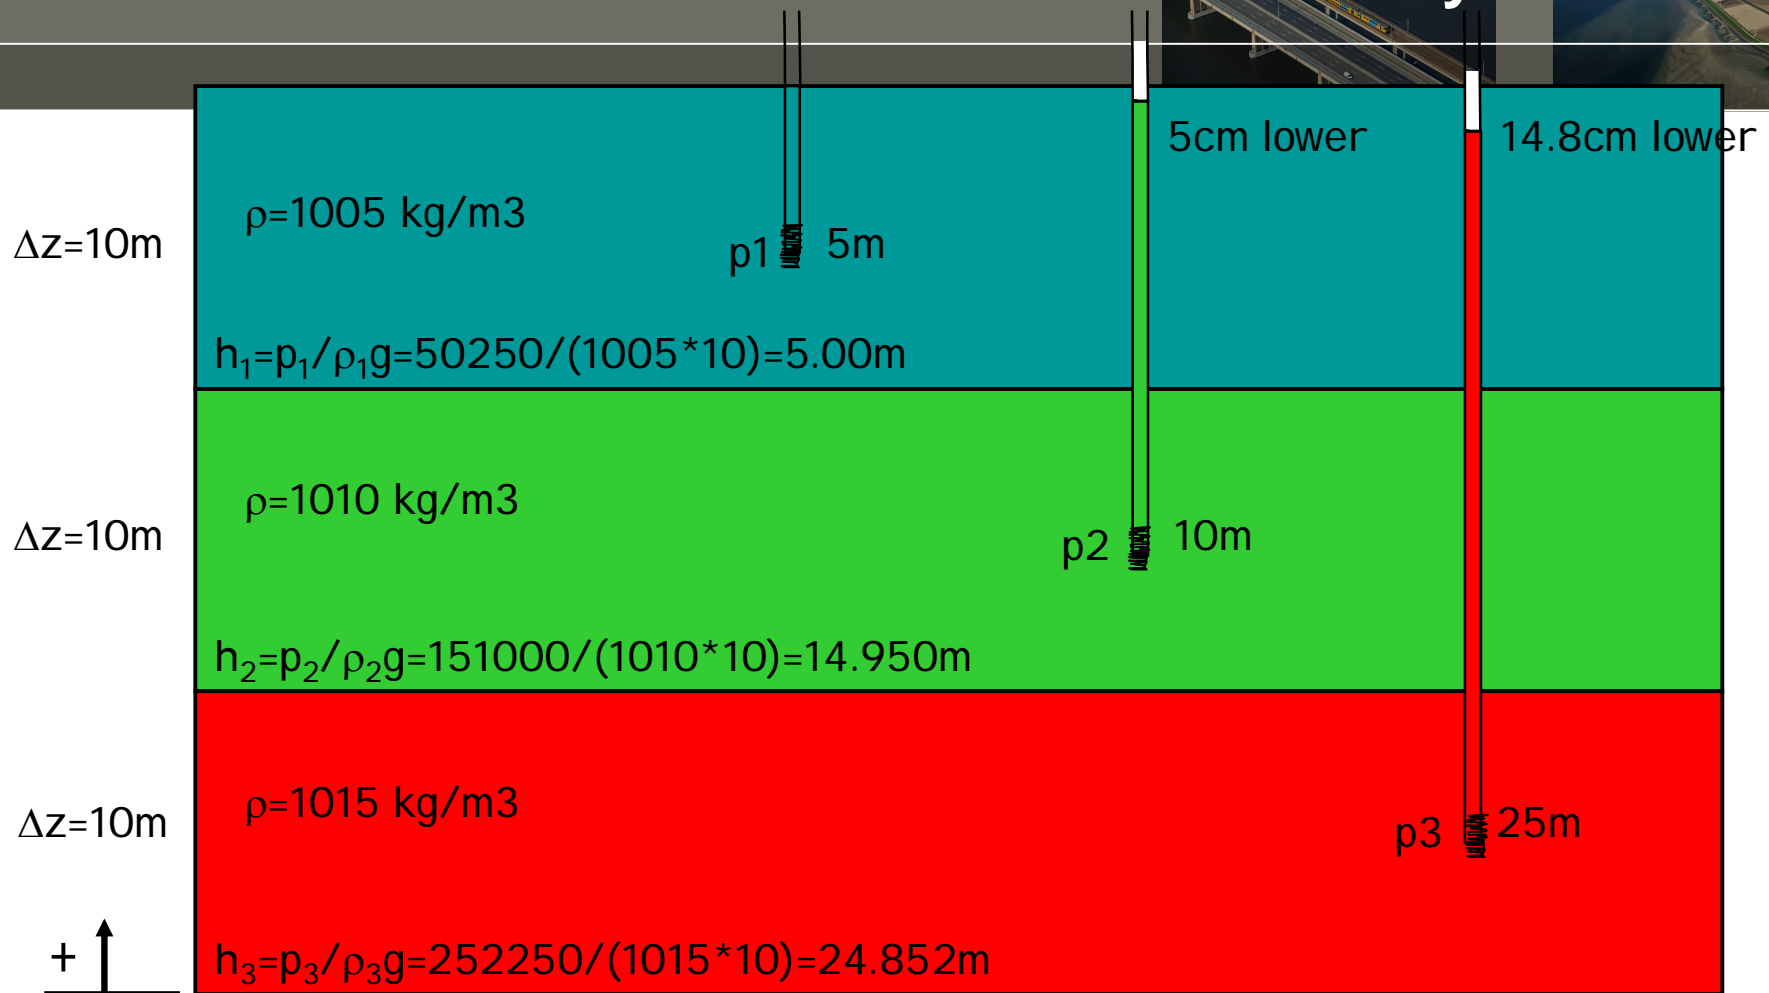 y
5cm lower
14.8cm lower
ρ=1005 kg/m3
Δz=10m
p1
5m
h₁=p₁/ρ₁g=50250/(1005*10)=5.00m
ρ=1010 kg/m3
Δz=10m
p2
10m
h₂=p₂/ρ₂g=151000/(1010*10)=14.950m
ρ=1015 kg/m3
Δz=10m
p3
25m
+
h₃=p₃/ρ₃g=252250/(1015*10)=24.852m